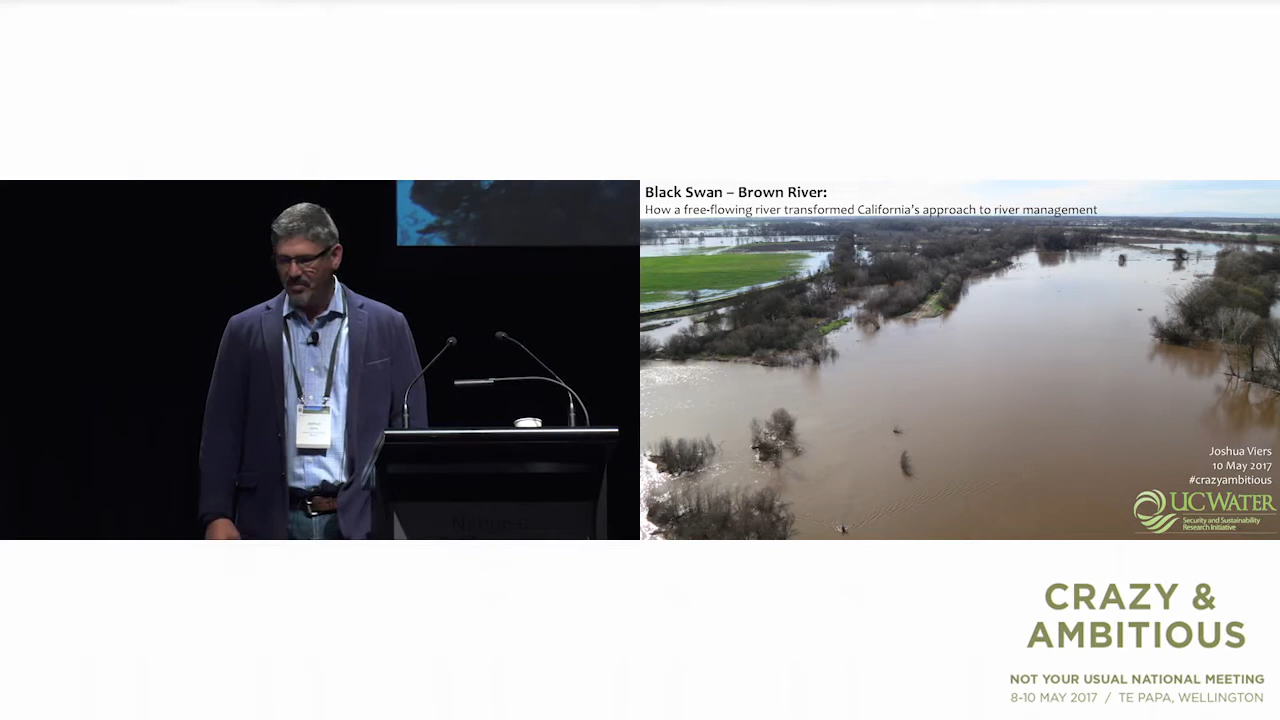 Black Swan – Brown River:
How a free-flowing river transformed California's approach to river management
Joshua Viers
10 May 2017
#crazyambitious
UC WATER
Security and Sustainability
Research Initiative
CRAZY &
AMBITIOUS
NOT YOUR USUAL NATIONAL MEETING
8-10 MAY 2017 / TE PAPA, WELLINGTON